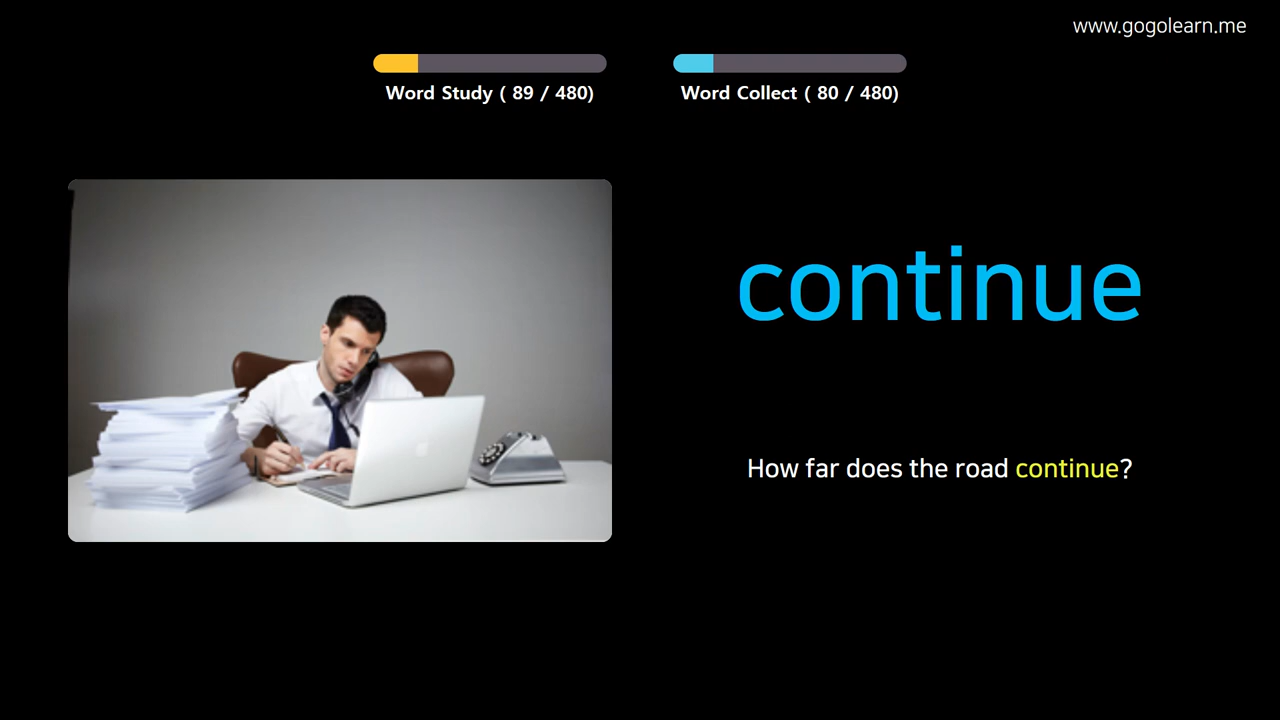 www.gogolearn.me
Word Study ( 89 / 480)
Word Collect ( 80 / 480)
continue
How far does the road continue?